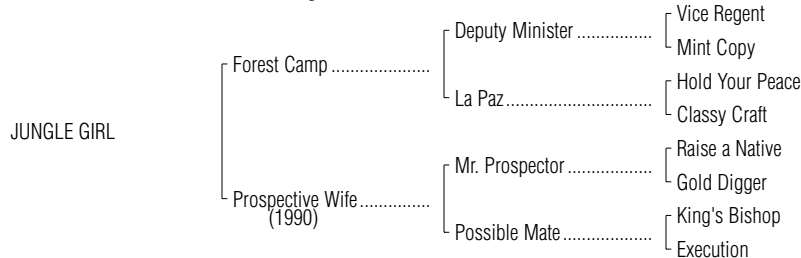 Vice Regent
Deputy Minister ..................
Mint Copy
Forest Camp .....................
Hold Your Peace
La Paz...................................
Classy Craft
JUNGLE GIRL
Raise a Native
Mr. Prospector ....................
Gold Digger
Prospective Wife...............
(1990)
King's Bishop
Possible Mate.....................
Execution